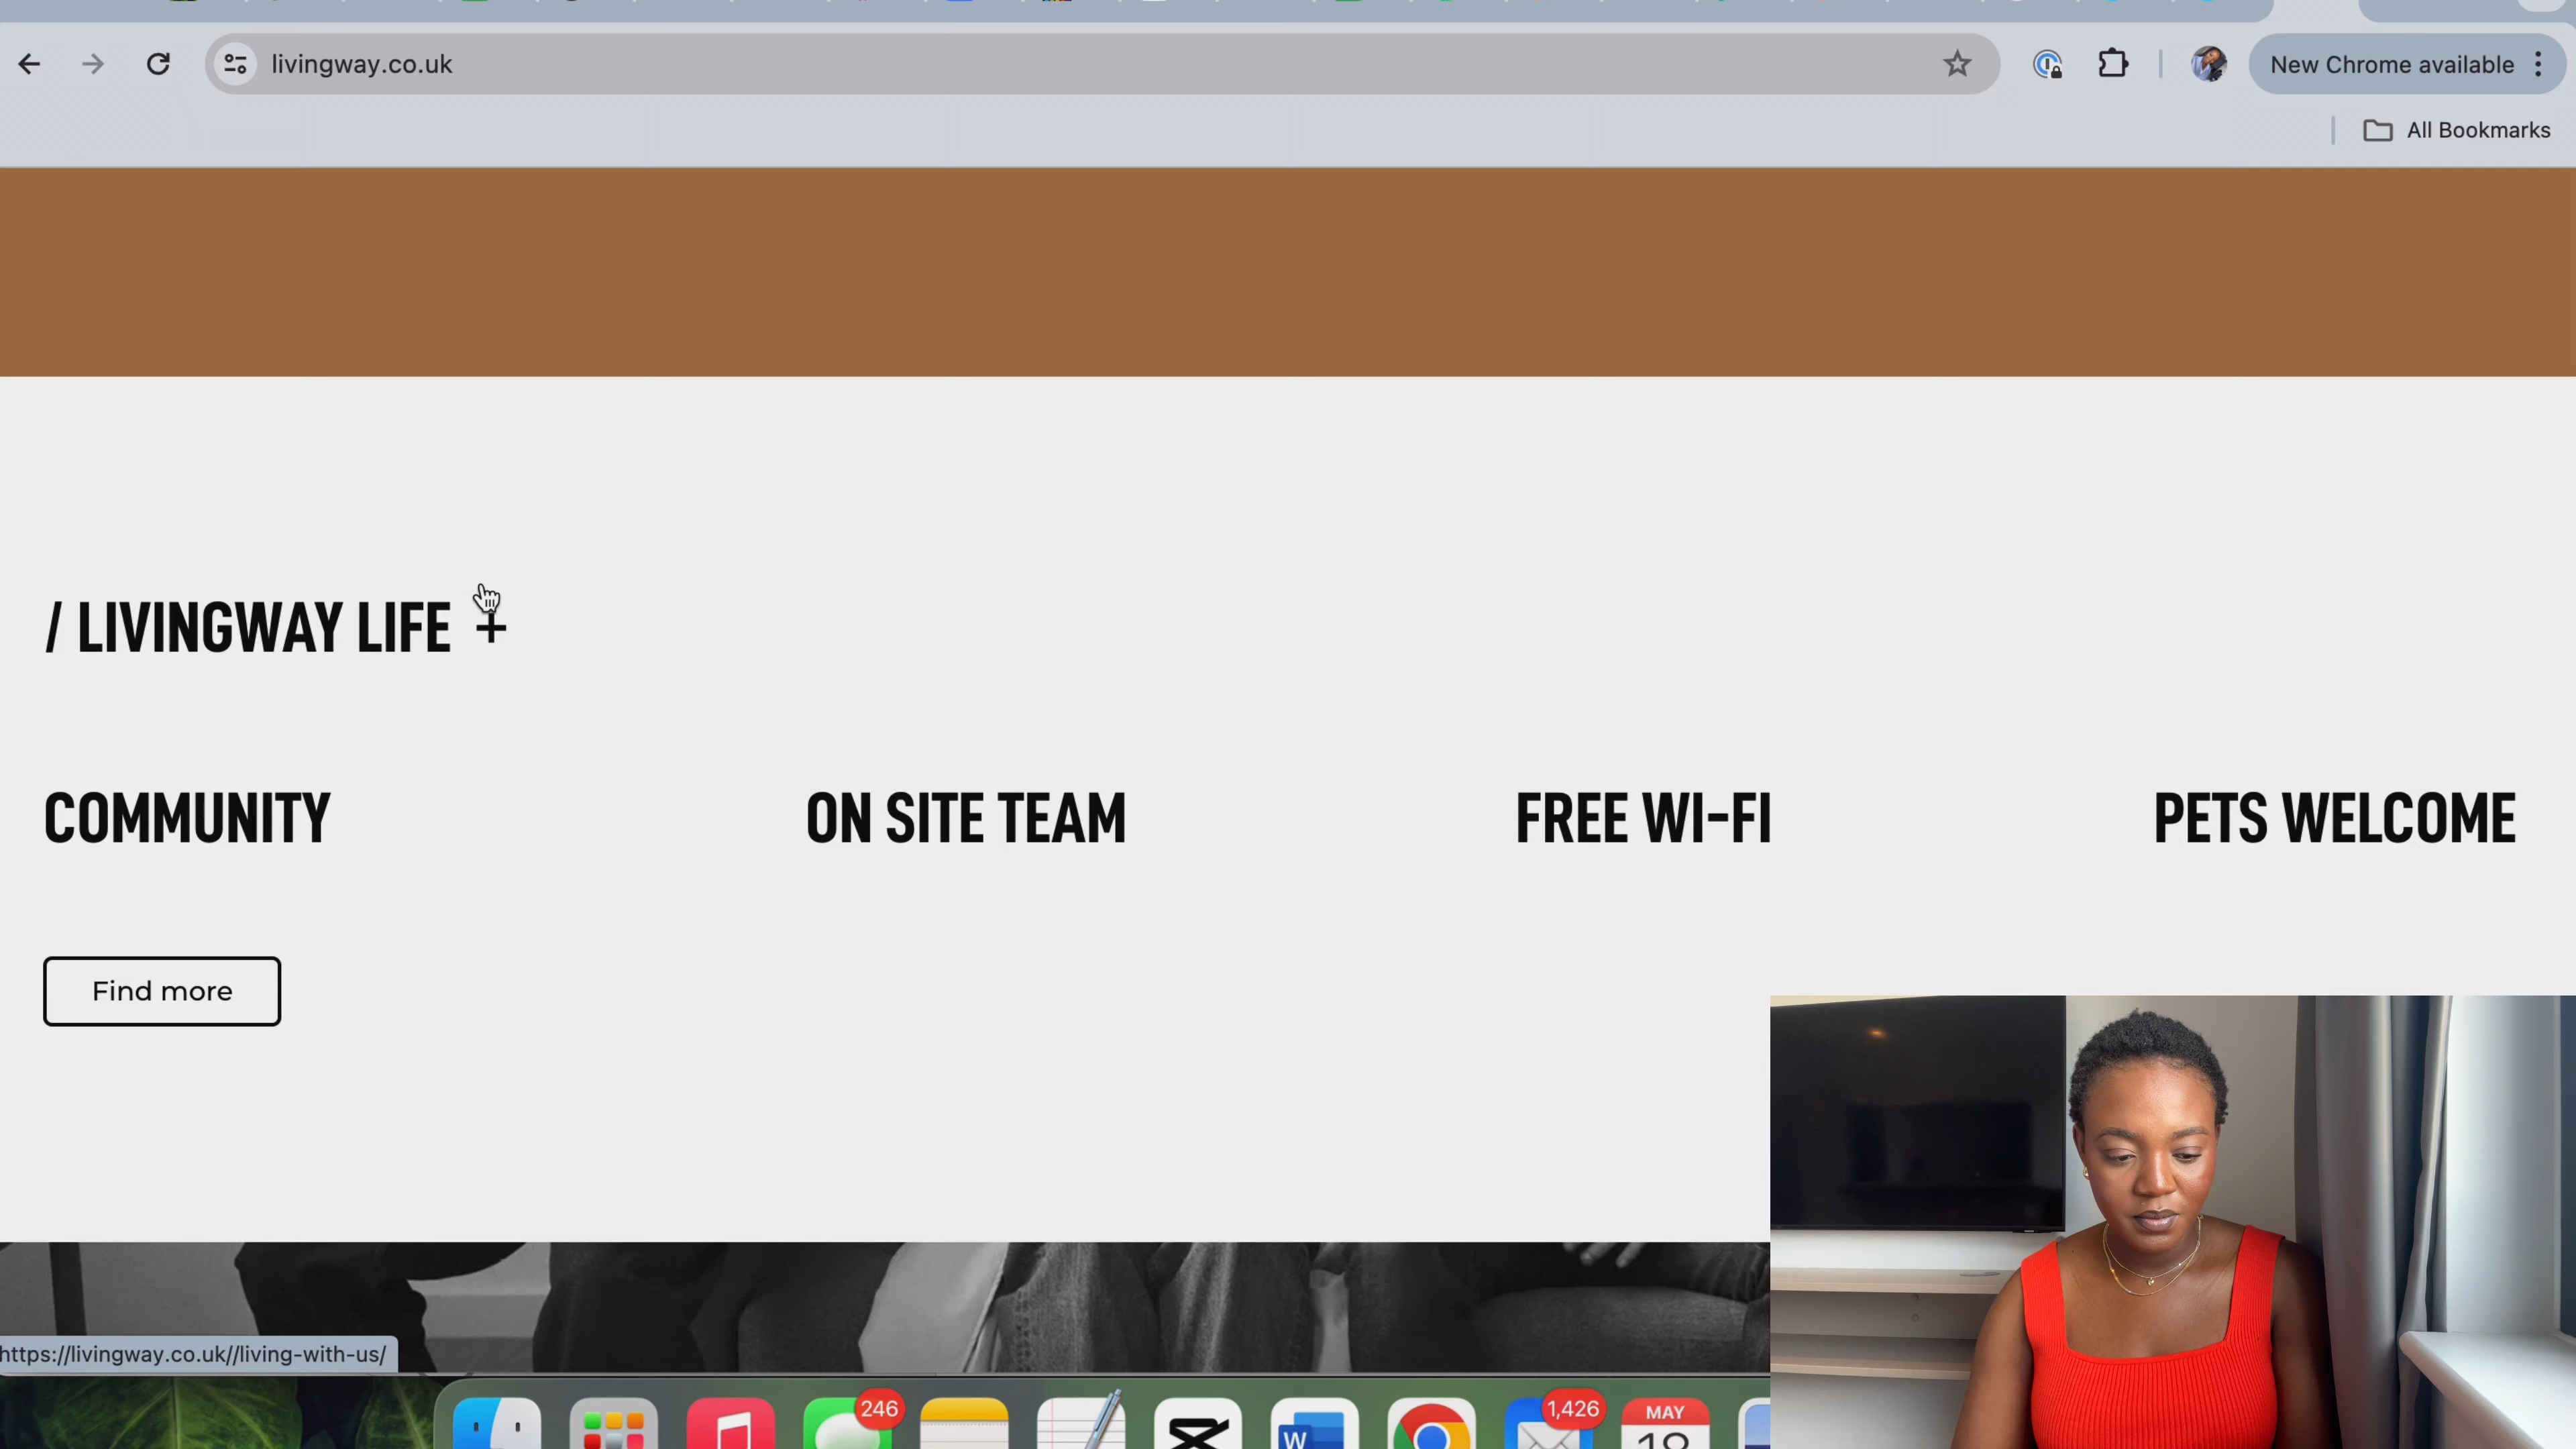 livingway.co.uk
New Chrome available
All Bookmarks
/ LIVINGWAY LIFE +
COMMUNITY
ON SITE TEAM
FREE WI-FI
PETS WELCOME
Find more
https://livingway.co.uk//living-with-us/
246
W
1,426
MAY